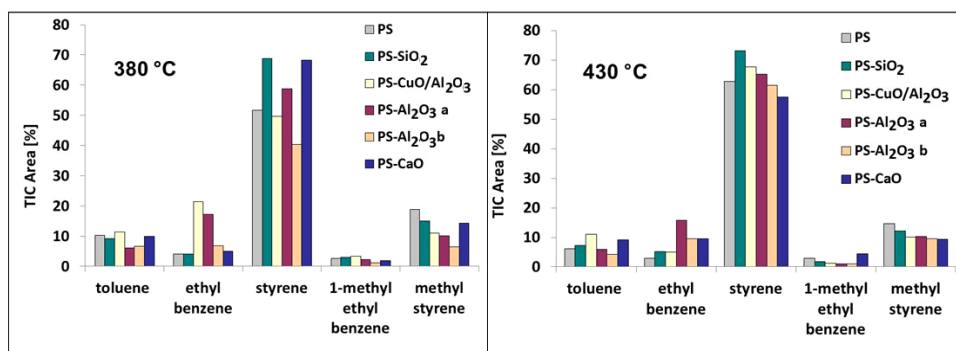 80
70
60
50
40
30
20
10
0
TIC Area [%]
380 °C
PS
PS-SiO₂
PS-CuO/Al₂O₃
PS-Al₂O₃ a
PS-Al₂O₃b
PS-CaO
toluene
ethyl
benzene
styrene
1-methyl
ethyl
benzene
methyl
styrene
80
70
60
50
40
30
20
10
0
TIC Area [%]
430 °C
PS
PS-SiO₂
PS-CuO/Al₂O₃
PS-Al₂O₃ a
PS-Al₂O₃ b
PS-CaO
toluene
ethyl
benzene
styrene
1-methyl
ethyl
benzene
methyl
styrene